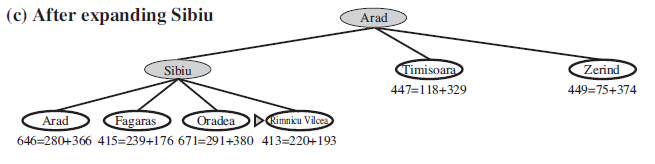 (c) After expanding Sibiu
Arad
Sibiu
Timisoara
Zerind
447=118+329
449=75+374
Arad
Fagaras
Oradea
Rimnicu Vilcea
646=280+366
415=239+176
671=291+380
413=220+193